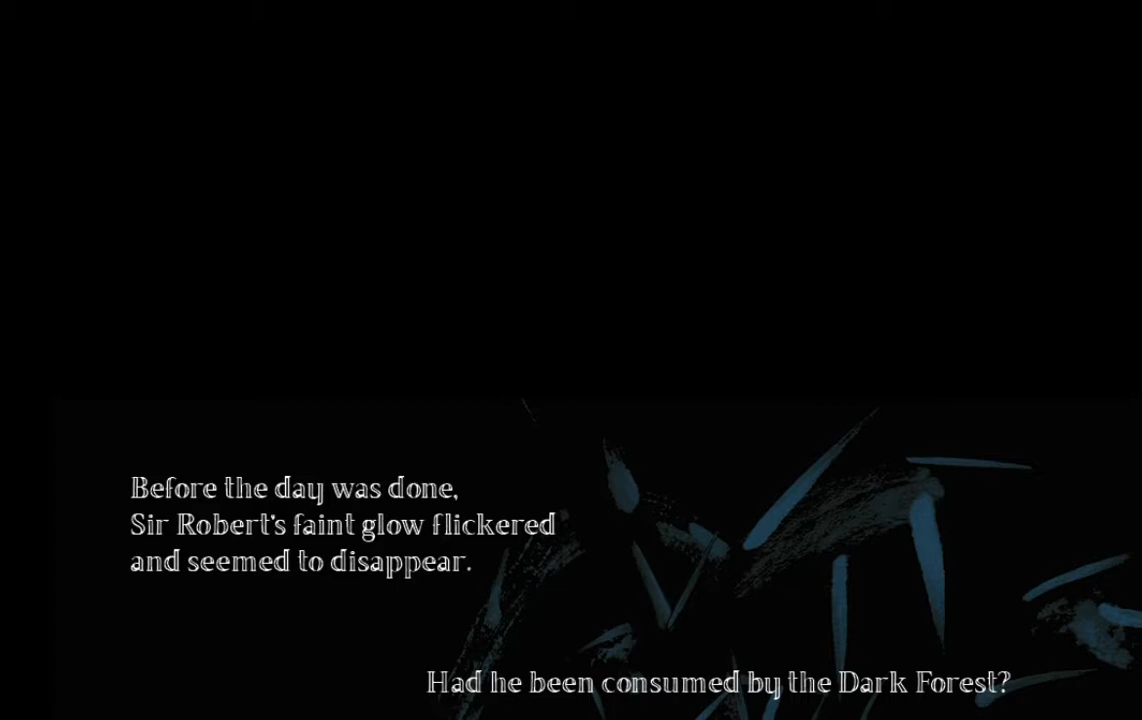 Before the day was done,
Sir Robert's faint glow flickered
and seemed to disappear.
Had he been consumed by the Dark Forest?